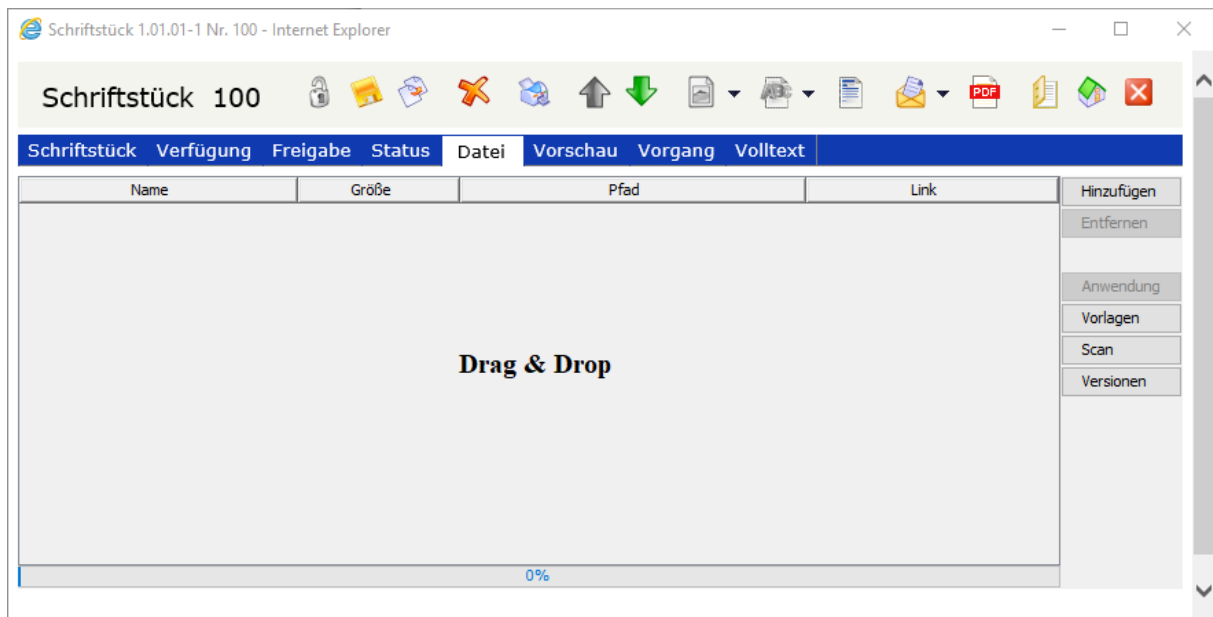 Schriftstück 1.01.01-1 Nr. 100 - Internet Explorer
Schriftstück 100
PDF
Schriftstück Verfügung Freigabe Status Datei Vorschau Vorgang Volltext
Name Größe Pfad Link
Hinzufügen
Entfernen
Anwendung
Vorlagen
Scan
Versionen
Drag & Drop
0%